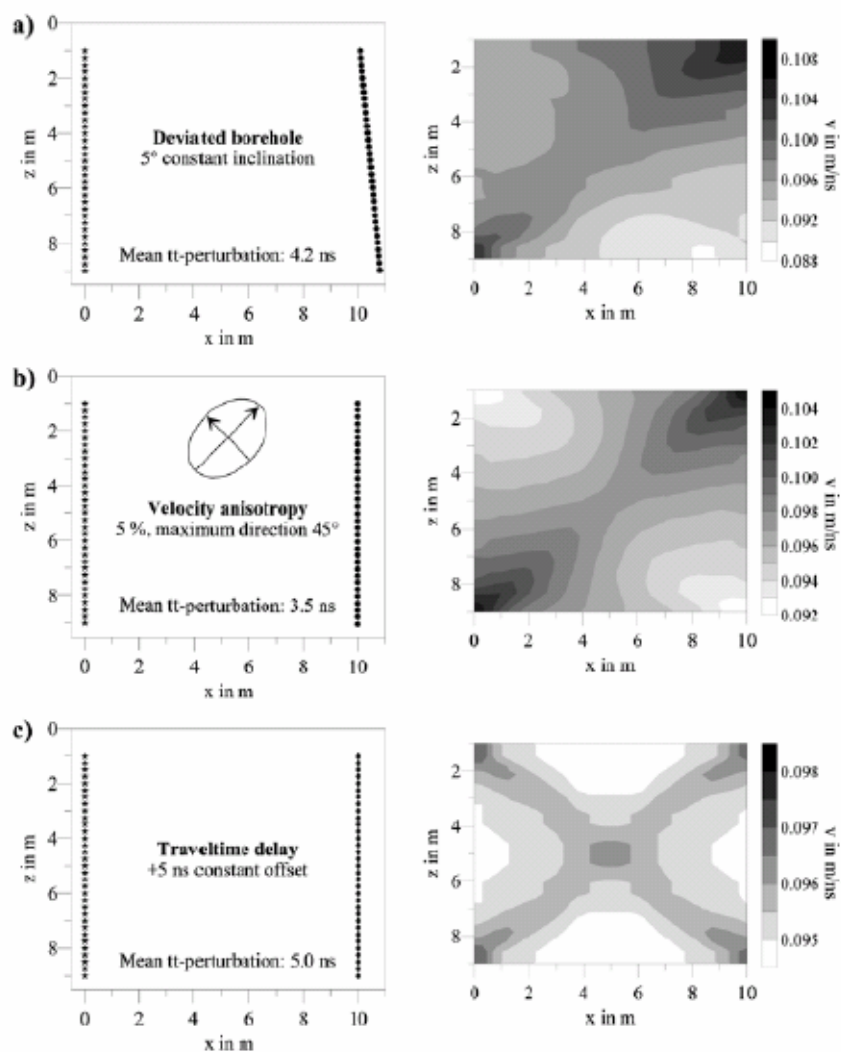 a)
0
2
4
6
8
z in m
Deviated borehole
5° constant inclination
Mean tt-perturbation: 4.2 ns
0 2 4 6 8 10
x in m
2
4
6
8
z in m
0 2 4 6 8 10
x in m
0.108
0.104
0.100
0.096
0.092
0.088
v in m/ns
b)
0
2
4
6
8
z in m
Velocity anisotropy
5 %, maximum direction 45°
Mean tt-perturbation: 3.5 ns
0 2 4 6 8 10
x in m
2
4
6
8
z in m
0 2 4 6 8 10
x in m
0.104
0.102
0.100
0.098
0.096
0.094
0.092
v in m/ns
c)
0
2
4
6
8
z in m
Traveltime delay
+5 ns constant offset
Mean tt-perturbation: 5.0 ns
0 2 4 6 8 10
x in m
2
4
6
8
z in m
0 2 4 6 8 10
x in m
0.098
0.097
0.096
0.095
v in m/ns